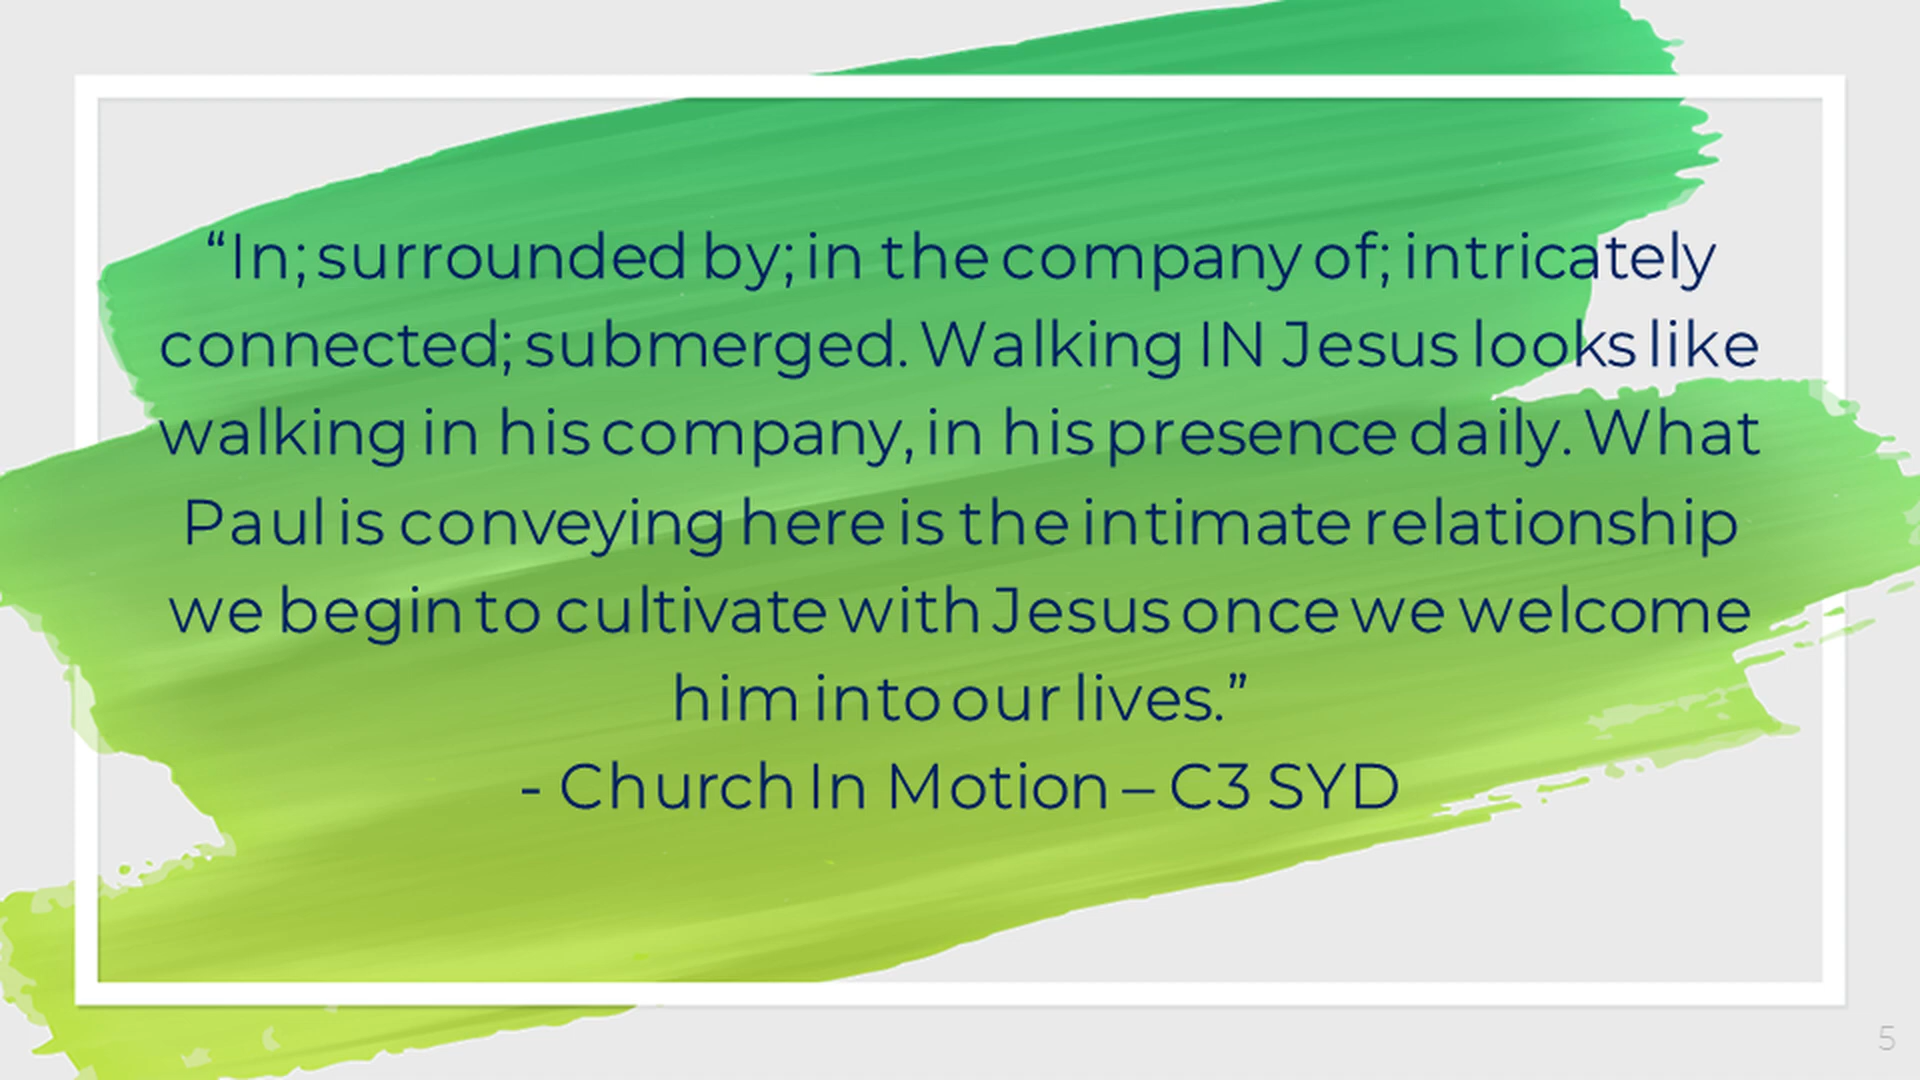 “In; surrounded by; in the company of; intricately
connected; submerged. Walking IN Jesus looks like
walking in his company, in his presence daily. What
Paul is conveying here is the intimate relationship
we begin to cultivate with Jesus once we welcome
him into our lives.”
- Church In Motion – C3 SYD
5